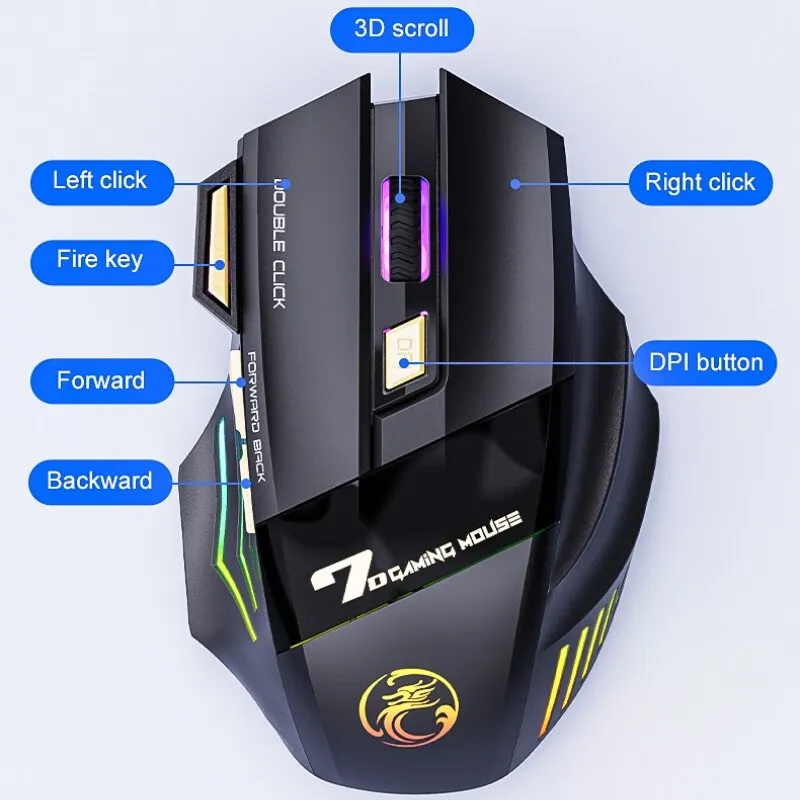 3D scroll
Left click
Right click
DOUBLE CLICK
Fire key
DPI button
DPI
Forward
FORWARD BACK
Backward
7D GAMING MOUSE